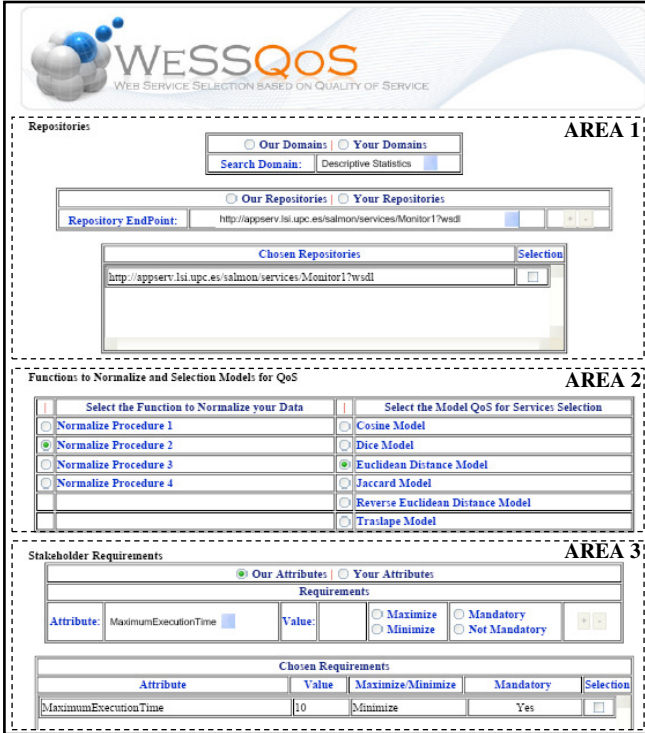 WeSSQoS
Web Service Selection based on Quality of Service
Repositories
AREA 1
Our Domains | Your Domains
Search Domain: Descriptive Statistics
Our Repositories | Your Repositories
Repository EndPoint: http://appserv.lsi.upc.es/salmon/services/Monitor1?wsdl + -
Chosen Repositories Selection
http://appserv.lsi.upc.es/salmon/services/Monitor1?wsdl
Functions to Normalize and Selection Models for QoS
AREA 2
| Select the Function to Normalize your Data | Select the Model QoS for Services Selection
Normalize Procedure 1 Cosine Model
Normalize Procedure 2 Dice Model
Normalize Procedure 3 Euclidean Distance Model
Normalize Procedure 4 Jaccard Model
Reverse Euclidean Distance Model
Traslape Model
Stakeholder Requirements
AREA 3
Our Attributes | Your Attributes
Requirements
Attribute: MaximumExecutionTime Value: Maximize Mandatory + -
Minimize Not Mandatory
Chosen Requirements
Attribute Value Maximize/Minimize Mandatory Selection
MaximumExecutionTime 10 Minimize Yes